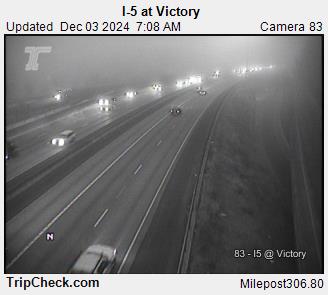 I-5 at Victory
Updated Dec 03 2024 7:08 AM Camera 83
N
83 - I5 @ Victory
TripCheck.com Milepost306.80